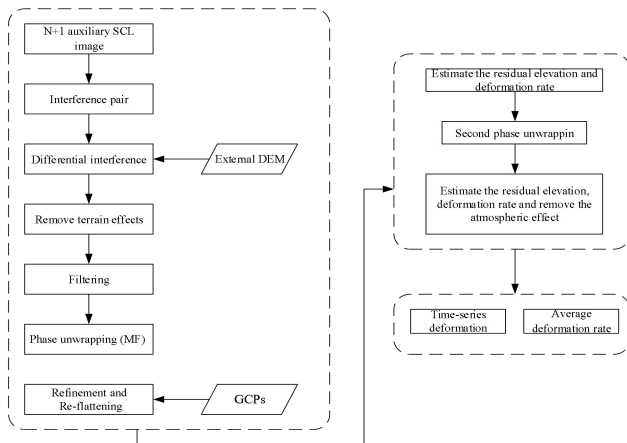 N+1 auxiliary SCL
image
Interference pair
Differential interference
External DEM
Remove terrain effects
Filtering
Phase unwrapping (MF)
Refinement and
Re-flattening
GCPs
Estimate the residual elevation and
deformation rate
Second phase unwrappin
Estimate the residual elevation,
deformation rate and remove the
atmospheric effect
Time-series
deformation
Average
deformation rate